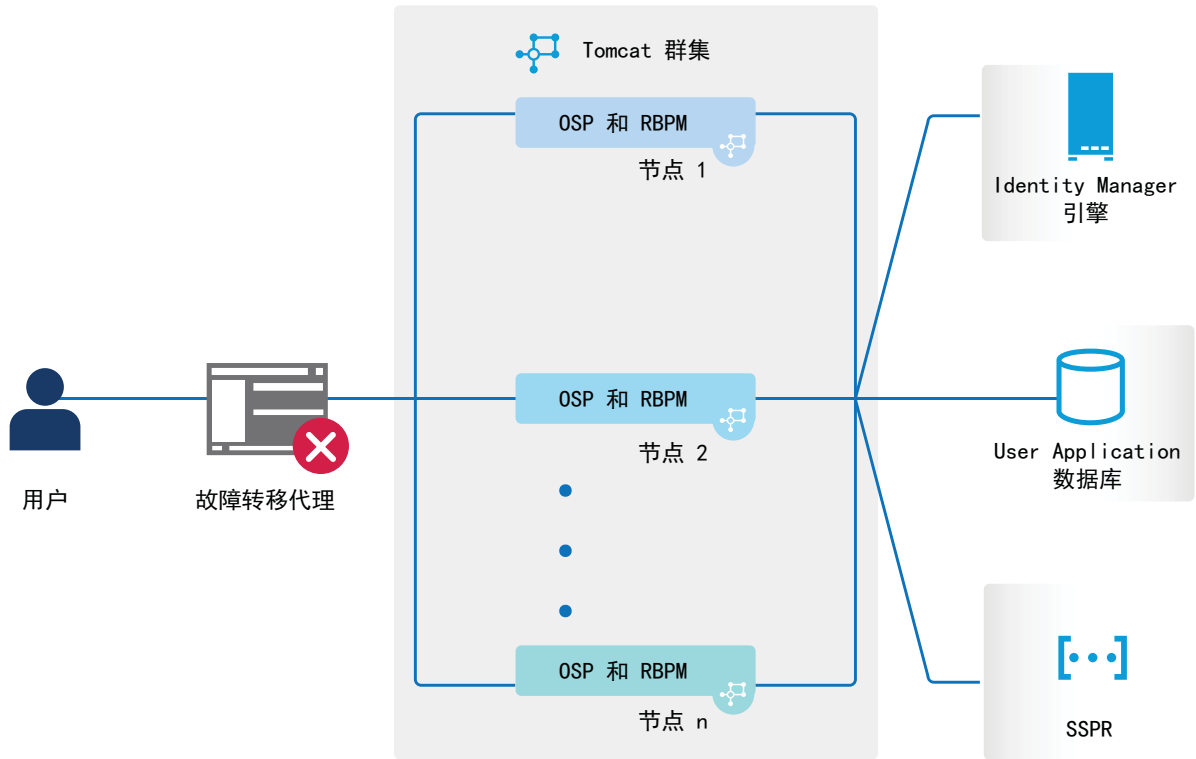 Tomcat 群集
OSP 和 RBPM
节点 1
OSP 和 RBPM
节点 2
OSP 和 RBPM
节点 n
用户
故障转移代理
Identity Manager
引擎
User Application
数据库
SSPR